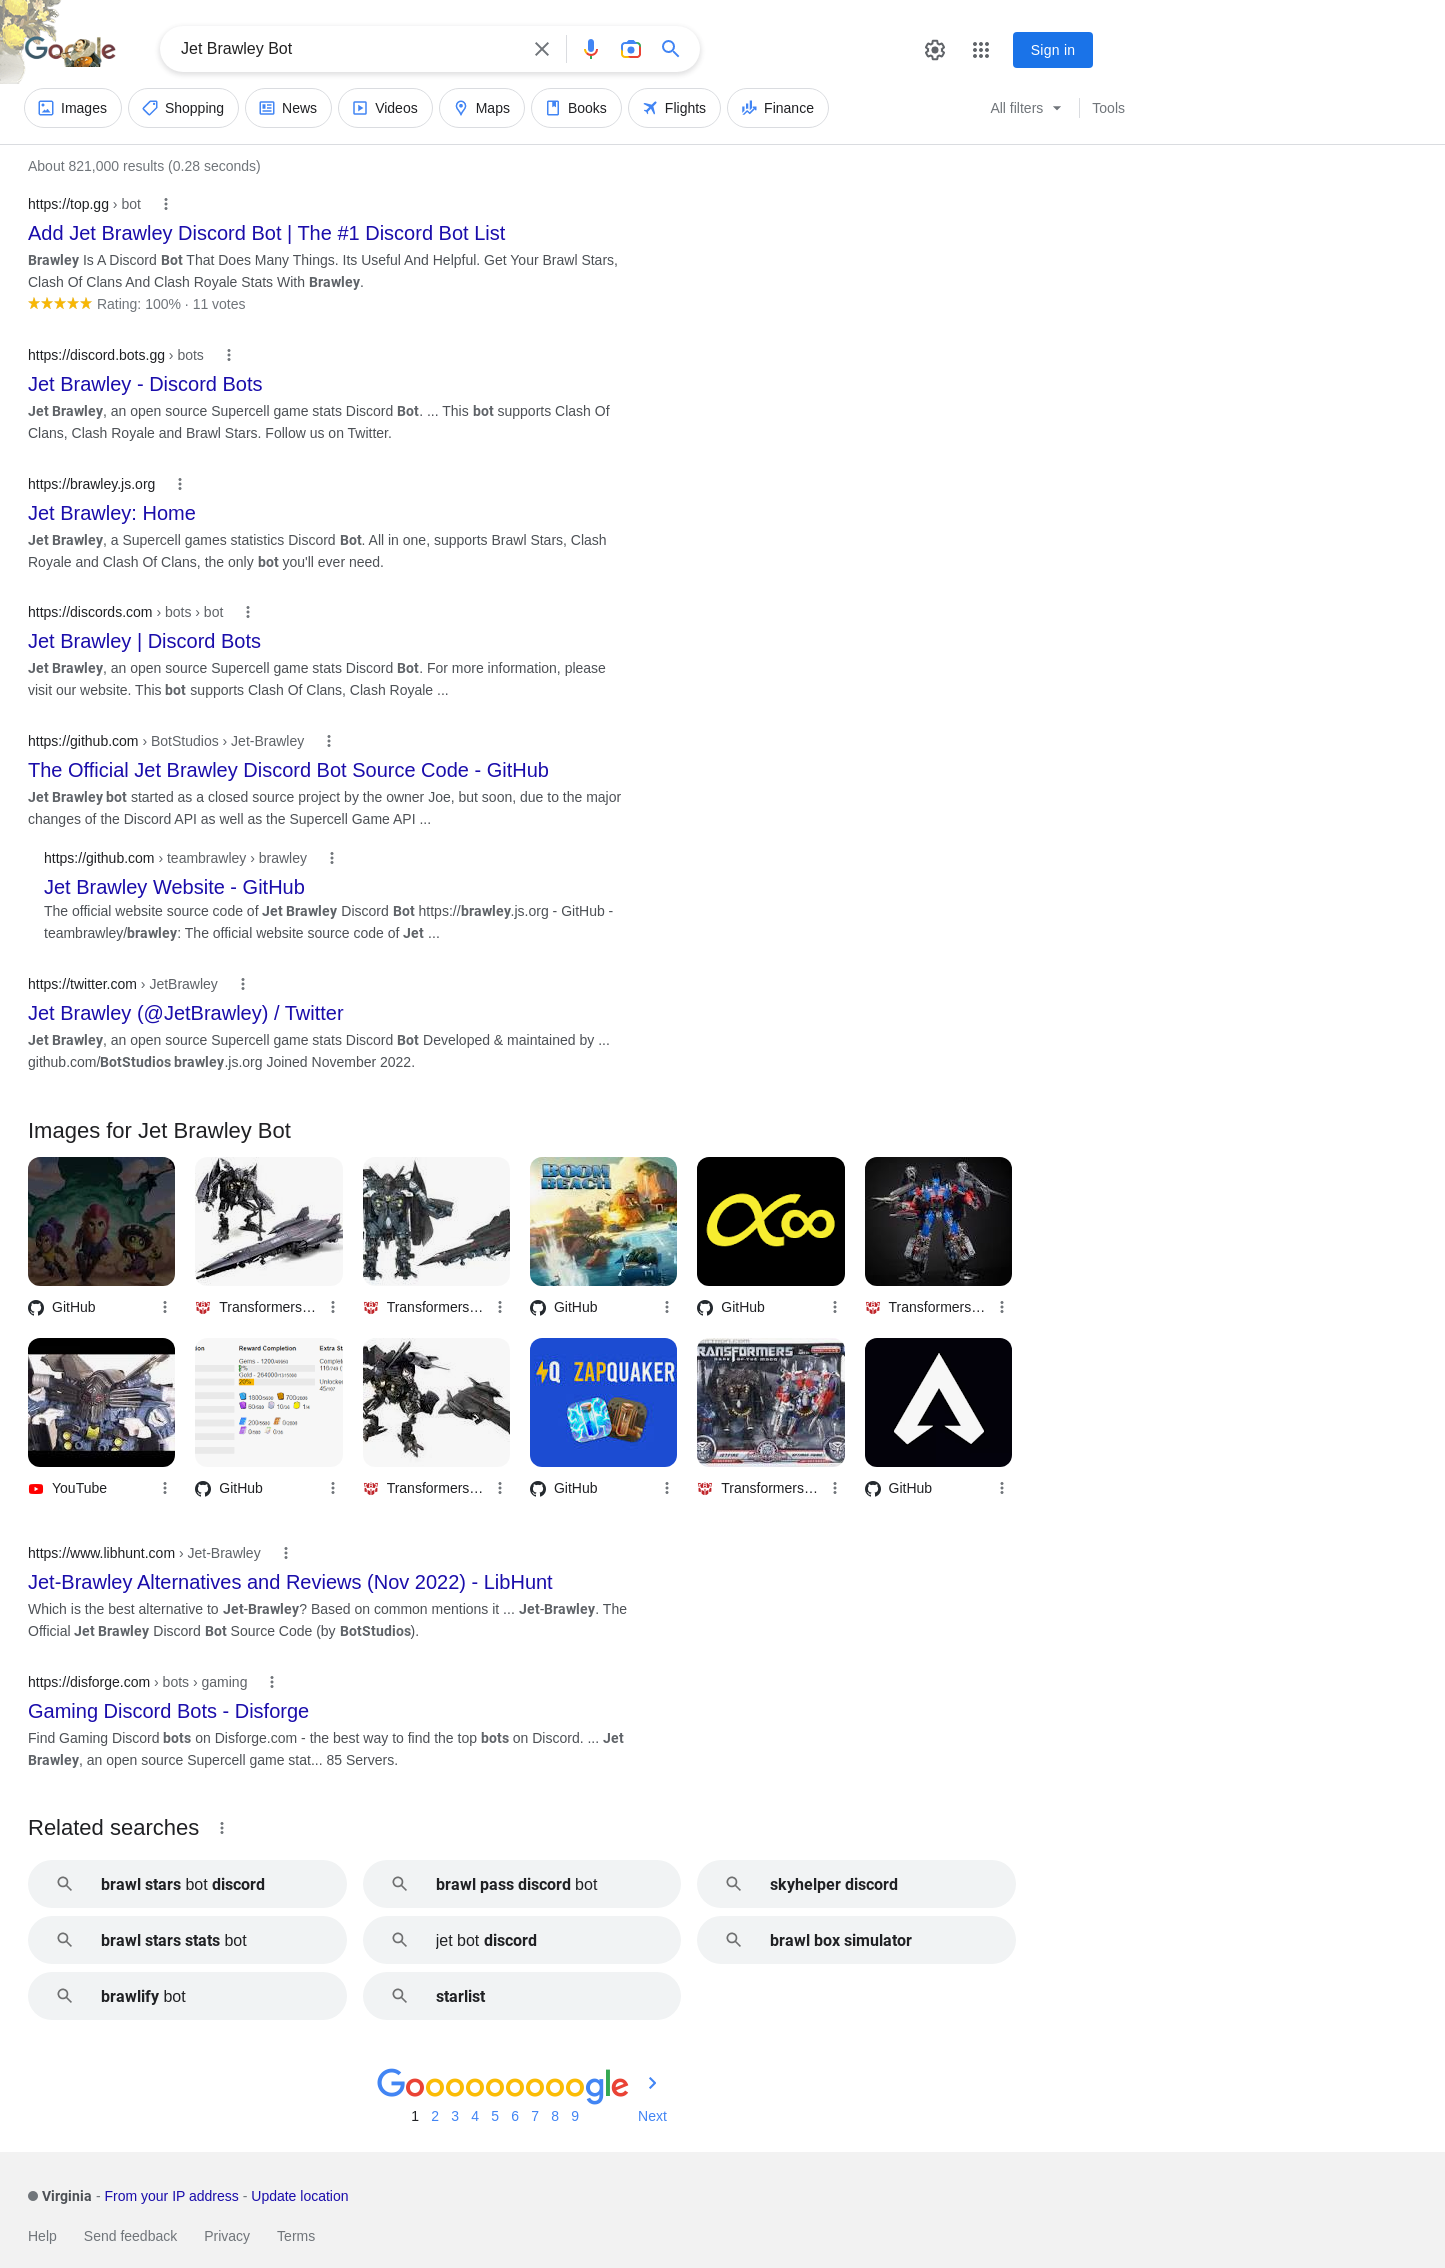 Google
Jet Brawley Bot
Sign in
Images
Shopping
News
Videos
Maps
Books
Flights
Finance
All filters
Tools
About 821,000 results (0.28 seconds)
https://top.gg › bot
Add Jet Brawley Discord Bot | The #1 Discord Bot List
Brawley Is A Discord Bot That Does Many Things. Its Useful And Helpful. Get Your Brawl Stars,
Clash Of Clans And Clash Royale Stats With Brawley.
Rating: 100% · 11 votes
https://discord.bots.gg › bots
Jet Brawley - Discord Bots
Jet Brawley, an open source Supercell game stats Discord Bot. ... This bot supports Clash Of
Clans, Clash Royale and Brawl Stars. Follow us on Twitter.
https://brawley.js.org
Jet Brawley: Home
Jet Brawley, a Supercell games statistics Discord Bot. All in one, supports Brawl Stars, Clash
Royale and Clash Of Clans, the only bot you'll ever need.
https://discords.com › bots › bot
Jet Brawley | Discord Bots
Jet Brawley, an open source Supercell game stats Discord Bot. For more information, please
visit our website. This bot supports Clash Of Clans, Clash Royale ...
https://github.com › BotStudios › Jet-Brawley
The Official Jet Brawley Discord Bot Source Code - GitHub
Jet Brawley bot started as a closed source project by the owner Joe, but soon, due to the major
changes of the Discord API as well as the Supercell Game API ...
https://github.com › teambrawley › brawley
Jet Brawley Website - GitHub
The official website source code of Jet Brawley Discord Bot https://brawley.js.org - GitHub -
teambrawley/brawley: The official website source code of Jet ...
https://twitter.com › JetBrawley
Jet Brawley (@JetBrawley) / Twitter
Jet Brawley, an open source Supercell game stats Discord Bot Developed & maintained by ...
github.com/BotStudios brawley.js.org Joined November 2022.
Images for Jet Brawley Bot
BOOM
BEACH
GitHub
Transformers...
Transformers...
GitHub
GitHub
Transformers...
ion
Reward Completion
Extra St
Gems - 1200
Complet
Gold - 264000
Unlocked
Q ZAPQUAKER
TRANSFORMERS
YouTube
GitHub
Transformers...
GitHub
Transformers...
GitHub
https://www.libhunt.com › Jet-Brawley
Jet-Brawley Alternatives and Reviews (Nov 2022) - LibHunt
Which is the best alternative to Jet-Brawley? Based on common mentions it ... Jet-Brawley. The
Official Jet Brawley Discord Bot Source Code (by BotStudios).
https://disforge.com › bots › gaming
Gaming Discord Bots - Disforge
Find Gaming Discord bots on Disforge.com - the best way to find the top bots on Discord. ... Jet
Brawley, an open source Supercell game stat... 85 Servers.
Related searches
brawl stars bot discord
brawl pass discord bot
skyhelper discord
brawl stars stats bot
jet bot discord
brawl box simulator
brawlify bot
starlist
Gooooooooogle
1 2 3 4 5 6 7 8 9 Next
Virginia - From your IP address - Update location
Help
Send feedback
Privacy
Terms